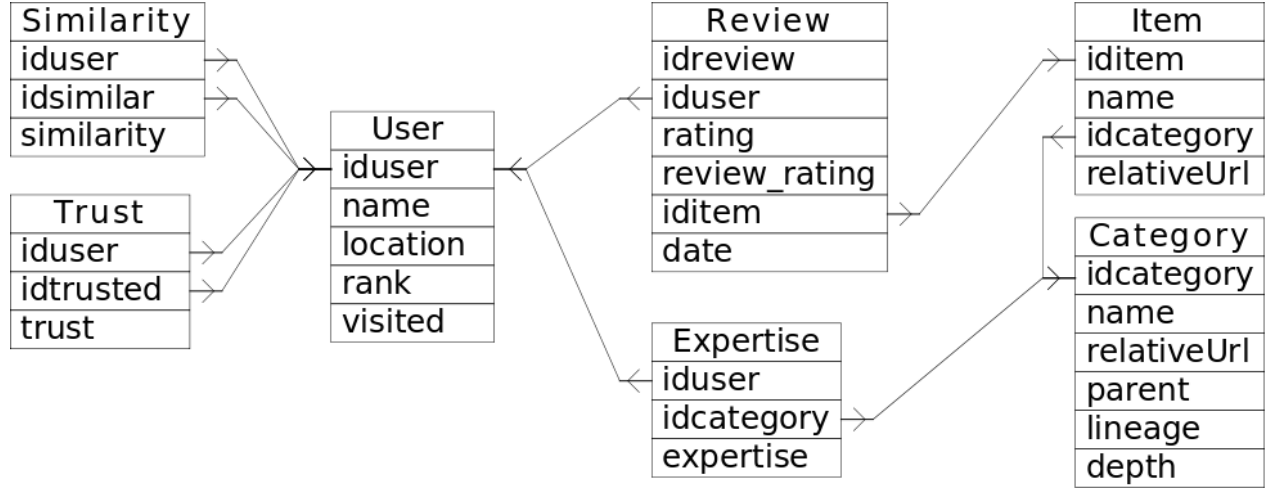 Similarity
iduser
idsimilar
similarity
Trust
iduser
idtrusted
trust
User
iduser
name
location
rank
visited
Review
idreview
iduser
rating
review_rating
iditem
date
Expertise
iduser
idcategory
expertise
Item
iditem
name
idcategory
relativeUrl
Category
idcategory
name
relativeUrl
parent
lineage
depth